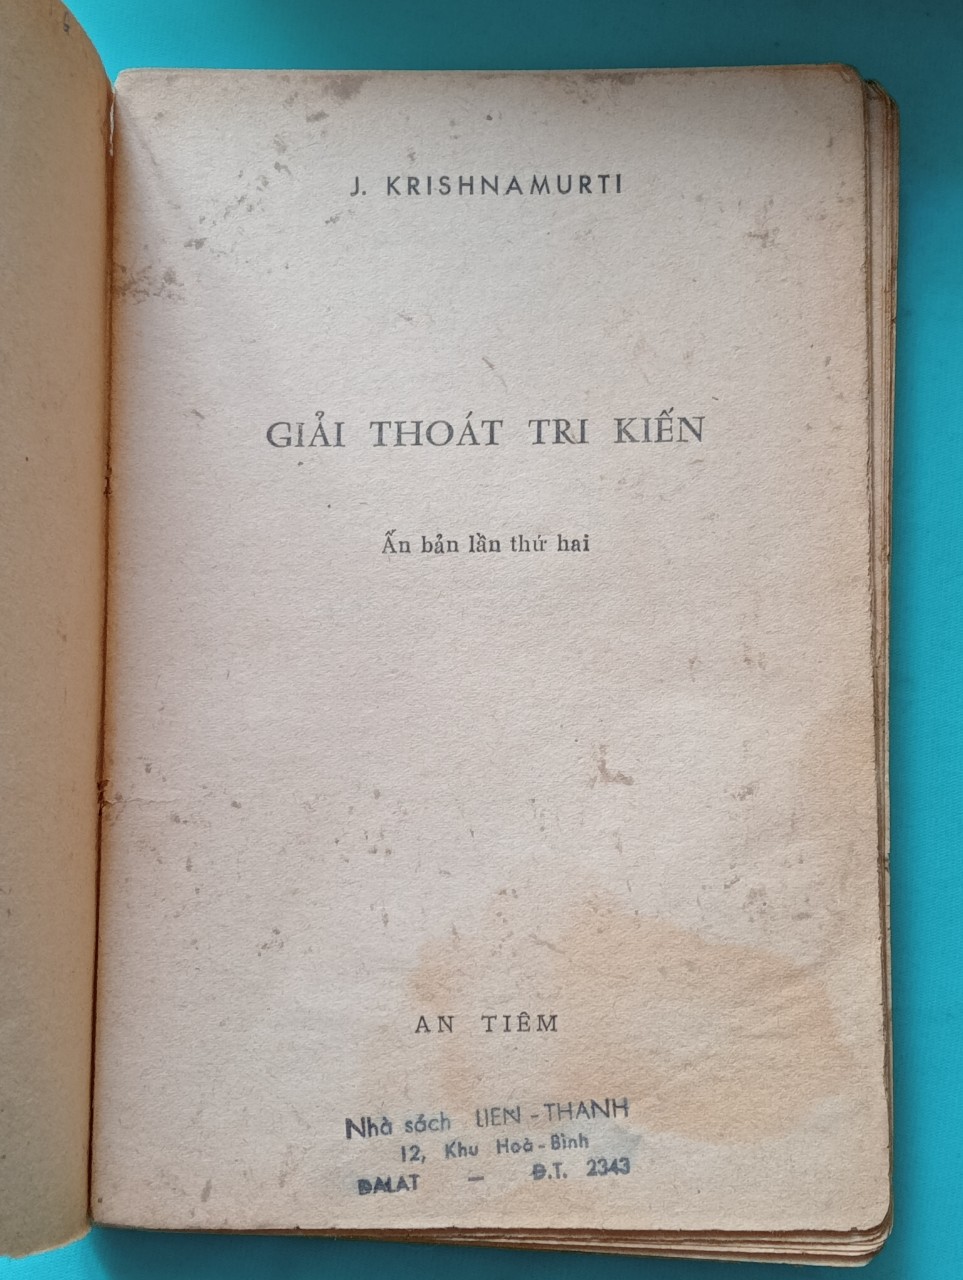 J. KRISHNAMURTI
GIẢI THOÁT TRI KIẾN
Ấn bản lần thứ hai
AN TIÊM
Nhà sách LIEN - THANH
12, Khu Hoà - Bình
ĐALAT — Đ.T. 2343